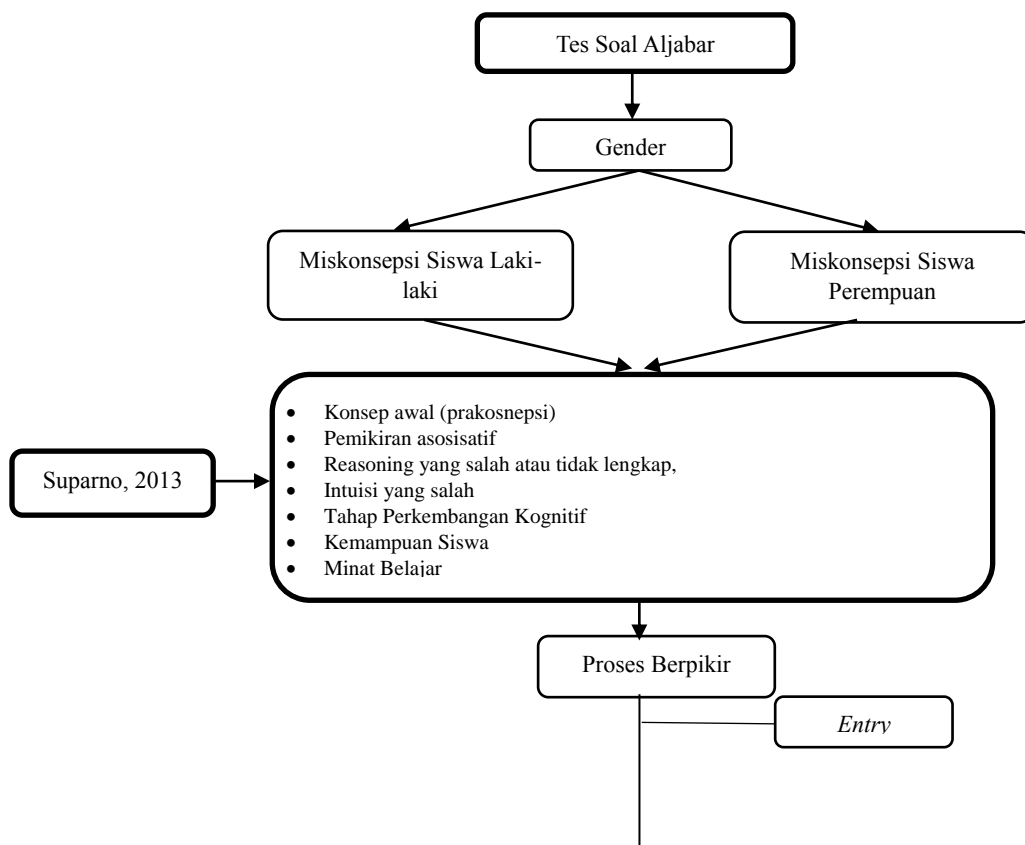 Tes Soal Aljabar
Gender
Miskonsepsi Siswa Laki-
laki
Miskonsepsi Siswa
Perempuan
Suparno, 2013
• Konsep awal (prakosnepsi)
• Pemikiran asosisatif
• Reasoning yang salah atau tidak lengkap,
• Intuisi yang salah
• Tahap Perkembangan Kognitif
• Kemampuan Siswa
• Minat Belajar
Proses Berpikir
Entry